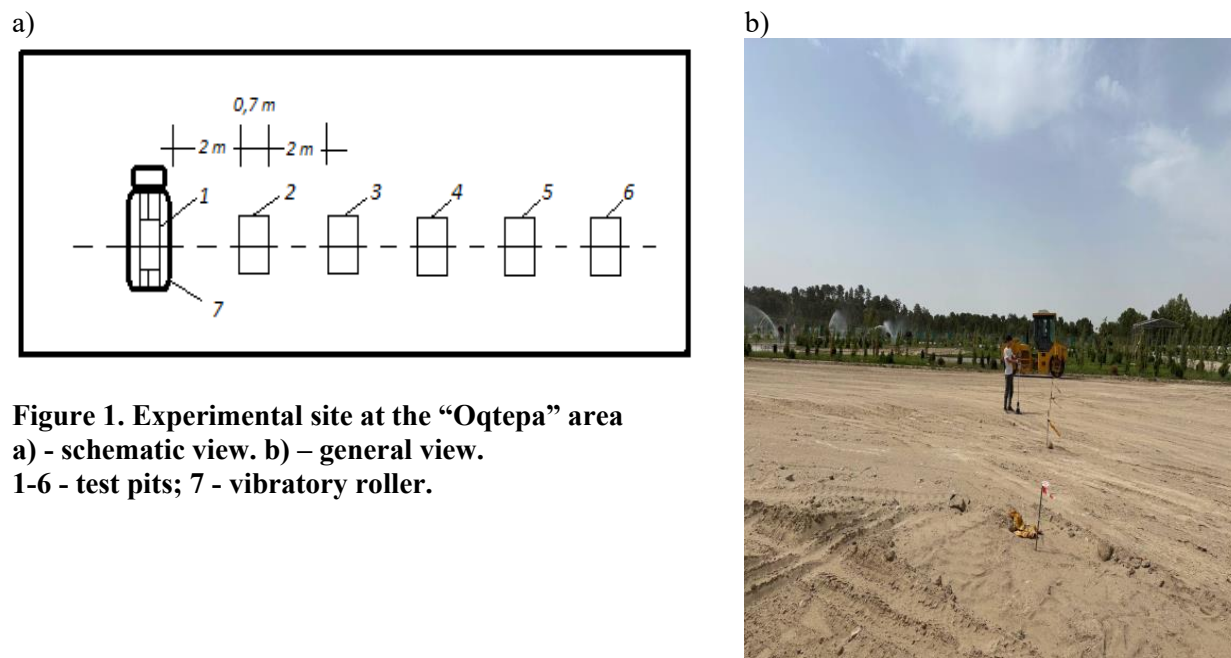 a)
b)
0,7 m
2 m
2 m
1
2
3
4
5
6
7
Figure 1. Experimental site at the “Oqtepa” area
a) - schematic view. b) – general view.
1-6 - test pits; 7 - vibratory roller.